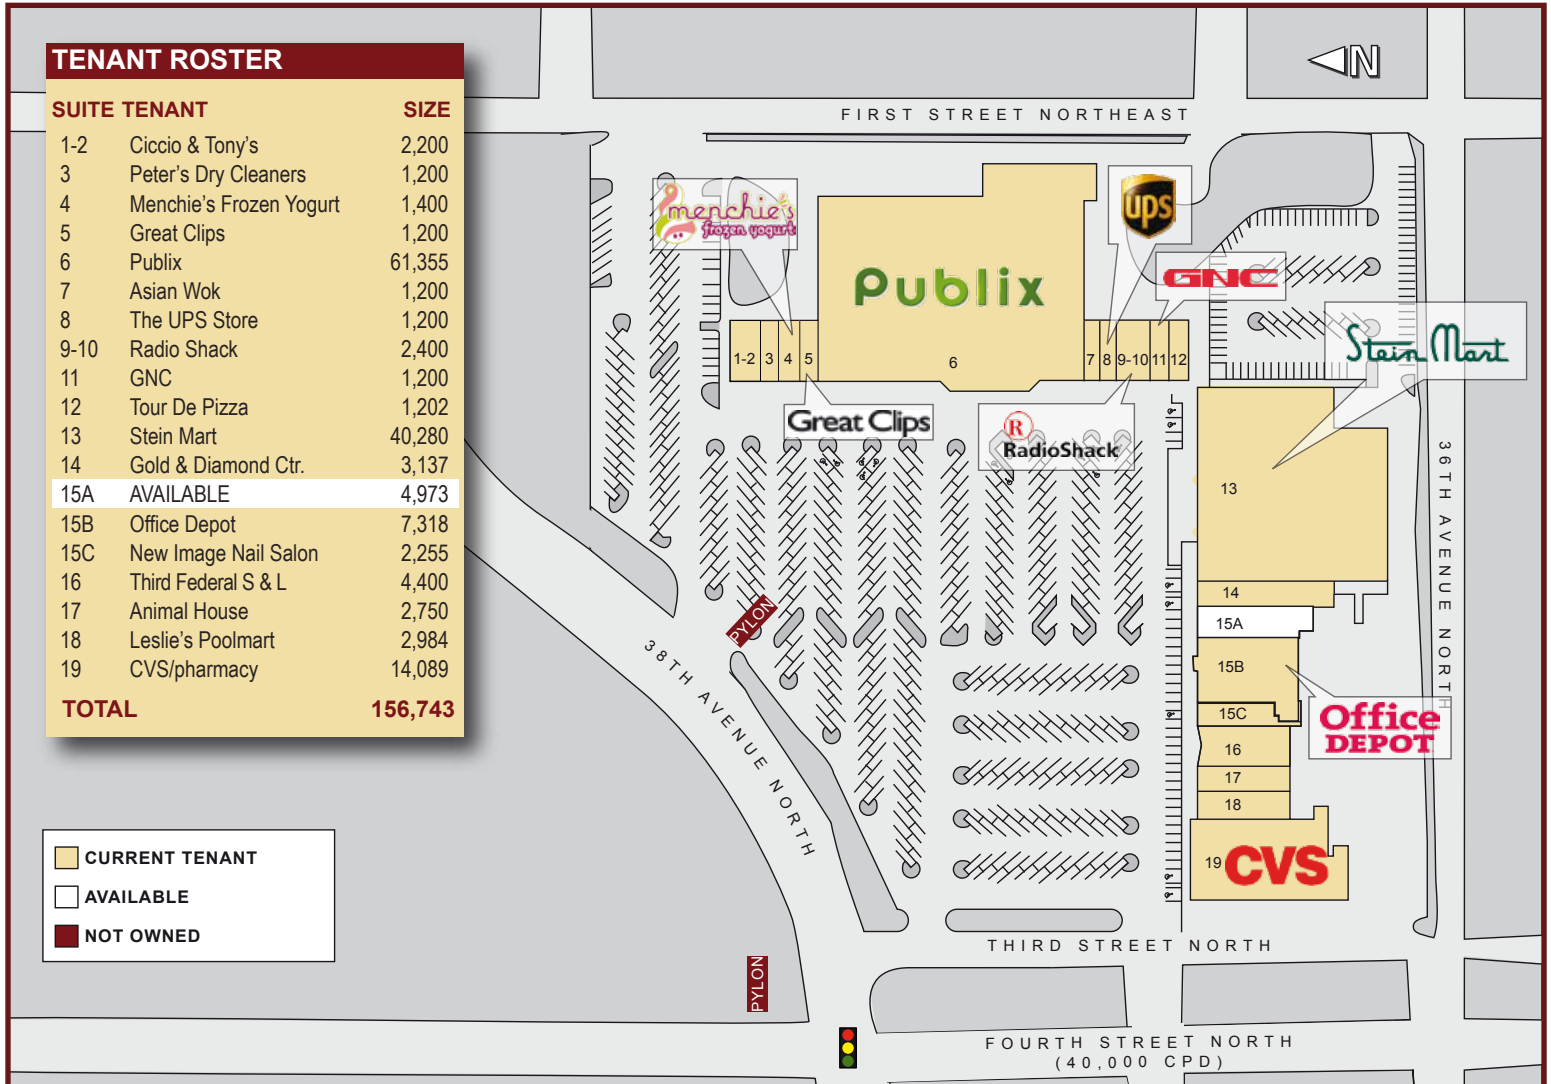 TENANT ROSTER
SUITE TENANT SIZE
1-2 Ciccio & Tony's 2,200
3 Peter's Dry Cleaners 1,200
4 Menchie's Frozen Yogurt 1,400
5 Great Clips 1,200
6 Publix 61,355
7 Asian Wok 1,200
8 The UPS Store 1,200
9-10 Radio Shack 2,400
11 GNC 1,200
12 Tour De Pizza 1,202
13 Stein Mart 40,280
14 Gold & Diamond Ctr. 3,137
15A AVAILABLE 4,973
15B Office Depot 7,318
15C New Image Nail Salon 2,255
16 Third Federal S & L 4,400
17 Animal House 2,750
18 Leslie's Poolmart 2,984
19 CVS/pharmacy 14,089
TOTAL 156,743
CURRENT TENANT
AVAILABLE
NOT OWNED
N
FIRST STREET NORTHEAST
menchie's
frozen yogurt
Publix
ups
GNC
Stein Mart
1-2 3 4 5 6 7 8 9-10 11 12
Great Clips
R
RadioShack
13
14
15A
15B
15C
16
17
18
19 CVS
Office
DEPOT
36TH AVENUE NORTH
PYLON
38TH AVENUE NORTH
THIRD STREET NORTH
PYLON
FOURTH STREET NORTH
(40,000 CPD)